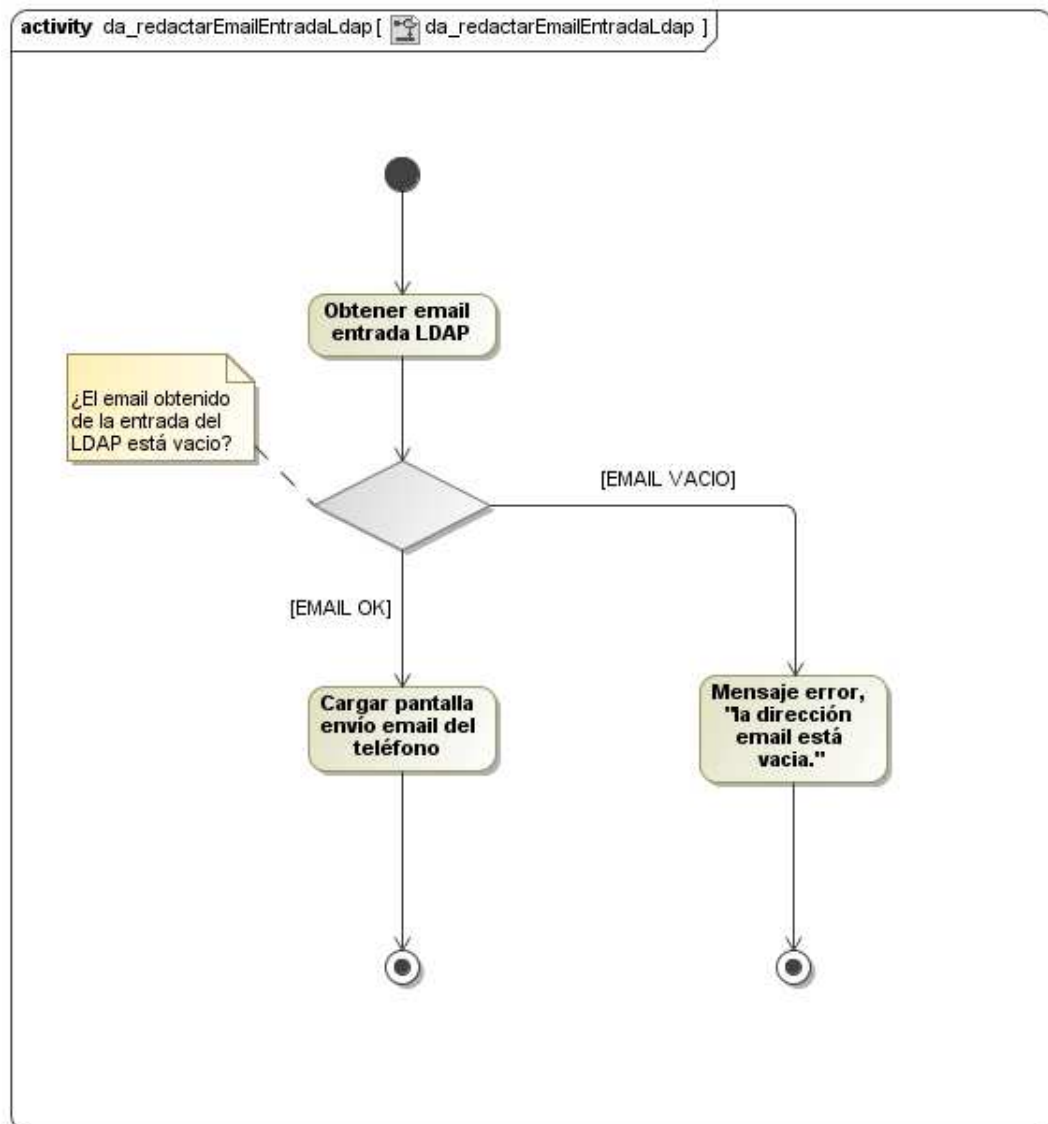 activity da_redactarEmailEntradaLdap [ da_redactarEmailEntradaLdap ]
Obtener email
entrada LDAP
¿El email obtenido
de la entrada del
LDAP está vacio?
[EMAIL VACIO]
[EMAIL OK]
Cargar pantalla
envío email del
teléfono
Mensaje error,
"la dirección
email está
vacia."